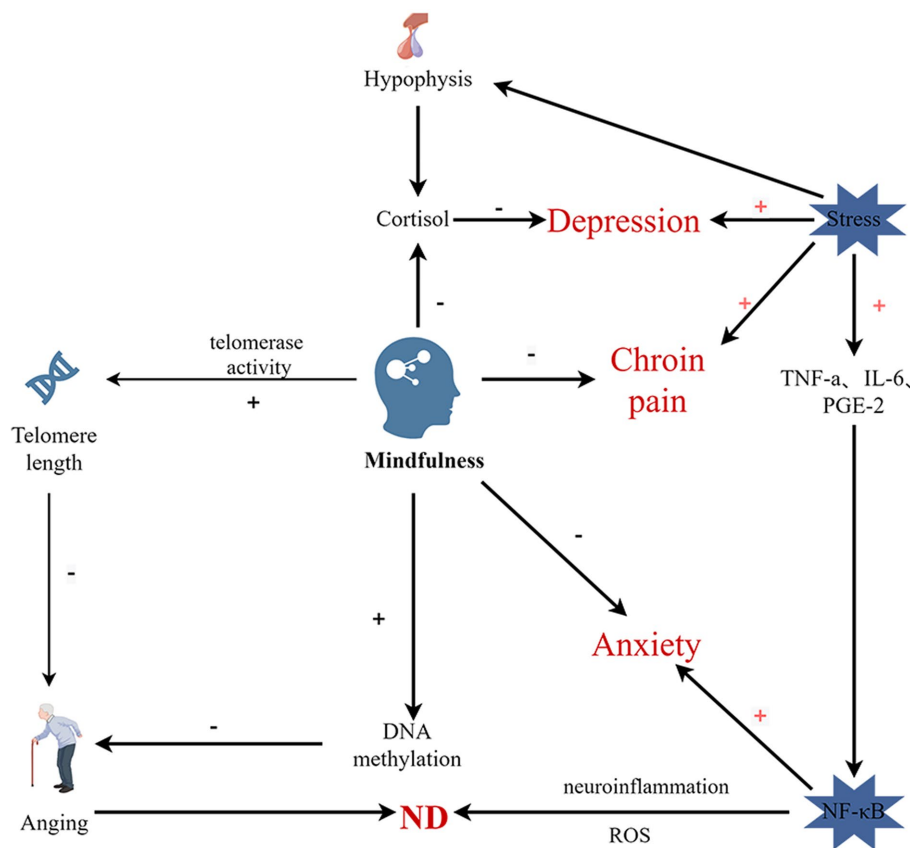 Hypophysis
Cortisol
-
Depression
+
Stress
-
+
+
telomerase
activity
+
-
Chroin
pain
TNF-a、IL-6、
PGE-2
Telomere
length
Mindfulness
-
-
+
Anxiety
+
-
DNA
methylation
neuroinflammation
Anging
ND
ROS
NF-κB